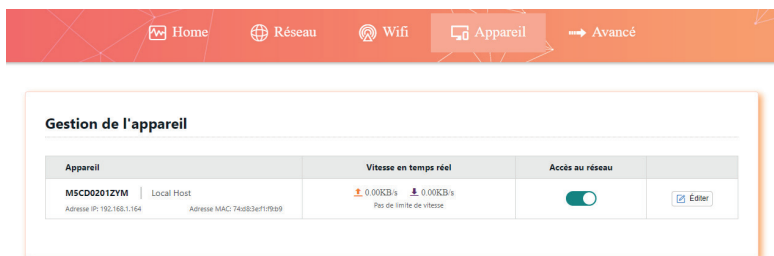 Home Réseau Wifi Appareil Avancé
Gestion de l'appareil
Appareil Vitesse en temps réel Accès au réseau
M5CD0201ZYM Local Host 0.00KB/s 0.00KB/s
Adresse IP: 192.168.1.164 Adresse MAC: 74:d8:3e:f1:f9:b9 Pas de limite de vitesse Éditer